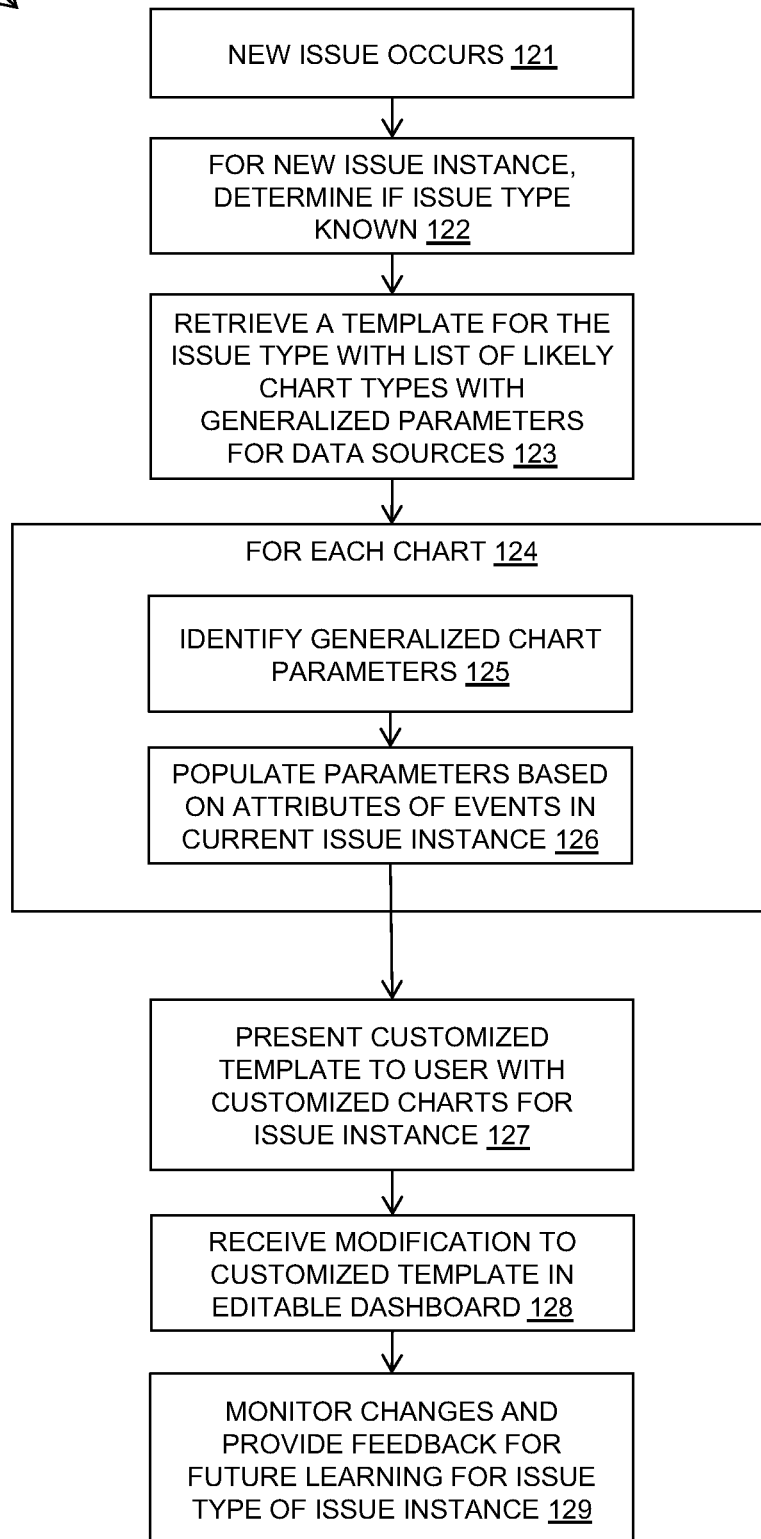 NEW ISSUE OCCURS 121
FOR NEW ISSUE INSTANCE,
DETERMINE IF ISSUE TYPE
KNOWN 122
RETRIEVE A TEMPLATE FOR THE
ISSUE TYPE WITH LIST OF LIKELY
CHART TYPES WITH
GENERALIZED PARAMETERS
FOR DATA SOURCES 123
FOR EACH CHART 124
IDENTIFY GENERALIZED CHART
PARAMETERS 125
POPULATE PARAMETERS BASED
ON ATTRIBUTES OF EVENTS IN
CURRENT ISSUE INSTANCE 126
PRESENT CUSTOMIZED
TEMPLATE TO USER WITH
CUSTOMIZED CHARTS FOR
ISSUE INSTANCE 127
RECEIVE MODIFICATION TO
CUSTOMIZED TEMPLATE IN
EDITABLE DASHBOARD 128
MONITOR CHANGES AND
PROVIDE FEEDBACK FOR
FUTURE LEARNING FOR ISSUE
TYPE OF ISSUE INSTANCE 129